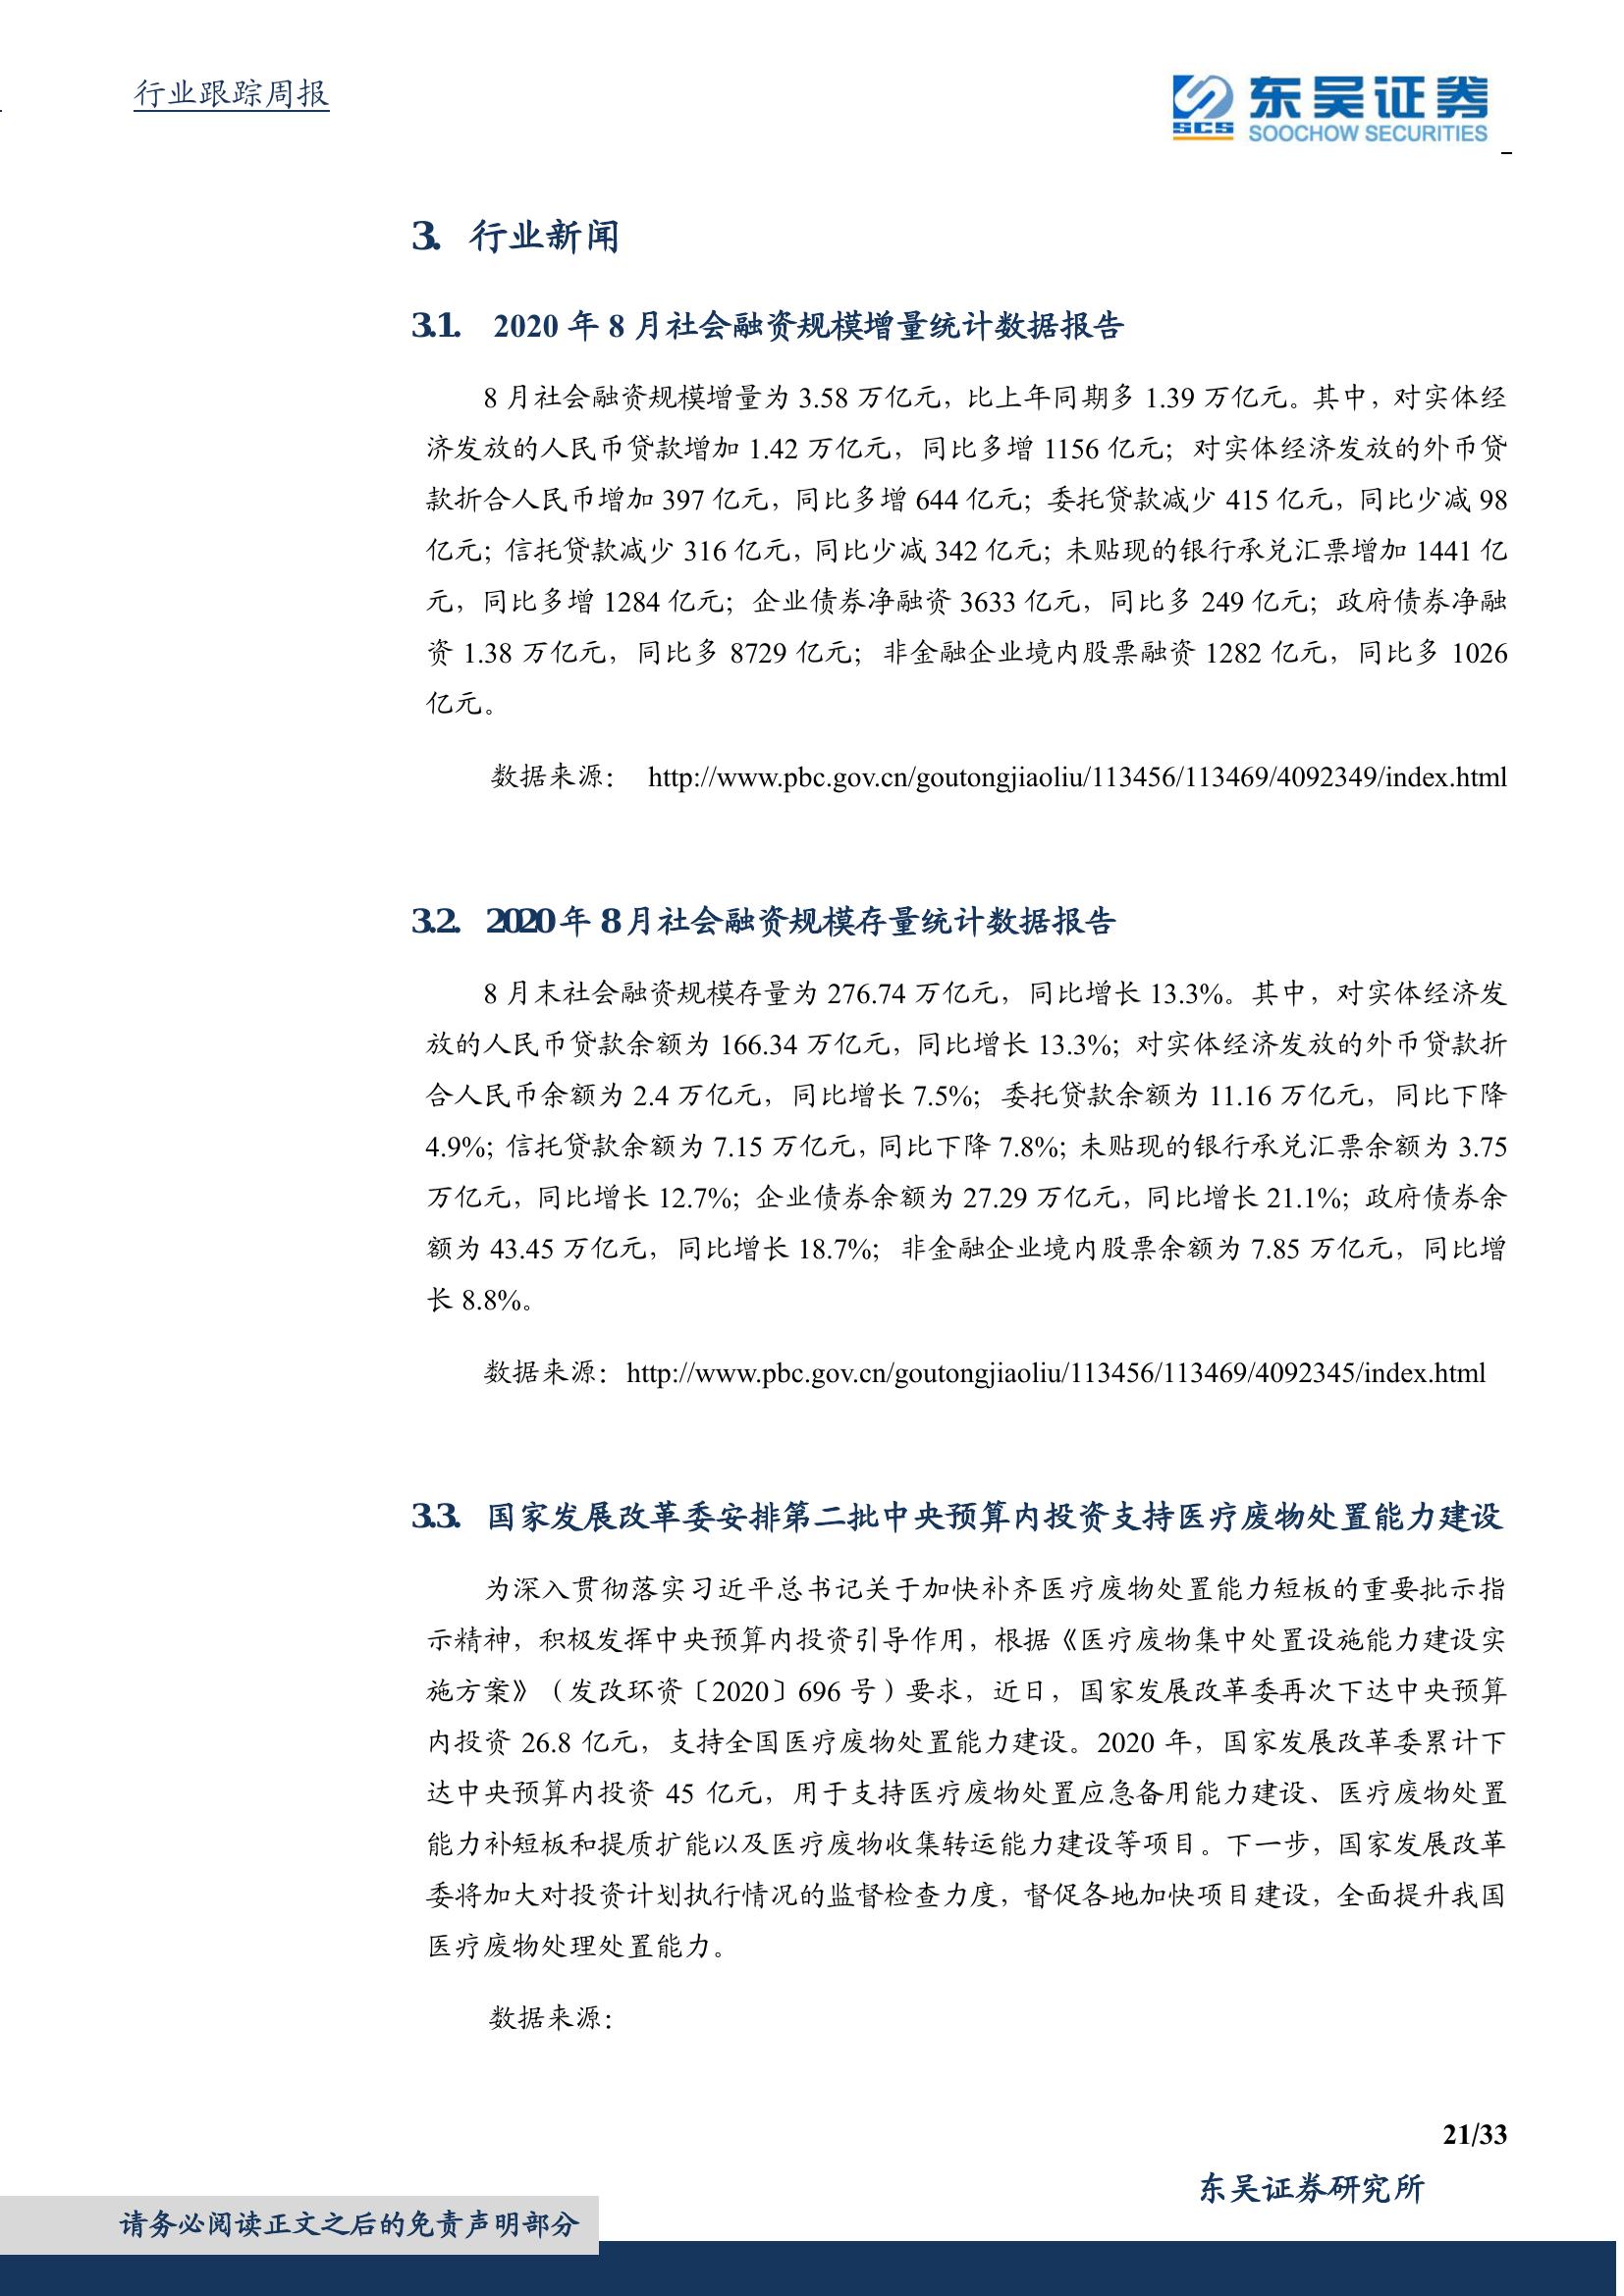 行业跟踪周报
SCS 东吴证券
SOOCHOW SECURITIES
3. 行业新闻
3.1. 2020 年 8 月社会融资规模增量统计数据报告
8 月社会融资规模增量为 3.58 万亿元，比上年同期多 1.39 万亿元。其中，对实体经
济发放的人民币贷款增加 1.42 万亿元，同比多增 1156 亿元；对实体经济发放的外币贷
款折合人民币增加 397 亿元，同比多增 644 亿元；委托贷款减少 415 亿元，同比少减 98
亿元；信托贷款减少 316 亿元，同比少减 342 亿元；未贴现的银行承兑汇票增加 1441 亿
元，同比多增 1284 亿元；企业债券净融资 3633 亿元，同比多 249 亿元；政府债券净融
资 1.38 万亿元，同比多 8729 亿元；非金融企业境内股票融资 1282 亿元，同比多 1026
亿元。
数据来源： http://www.pbc.gov.cn/goutongjiaoliu/113456/113469/4092349/index.html
3.2. 2020 年 8 月社会融资规模存量统计数据报告
8 月末社会融资规模存量为 276.74 万亿元，同比增长 13.3%。其中，对实体经济发
放的人民币贷款余额为 166.34 万亿元，同比增长 13.3%；对实体经济发放的外币贷款折
合人民币余额为 2.4 万亿元，同比增长 7.5%；委托贷款余额为 11.16 万亿元，同比下降
4.9%；信托贷款余额为 7.15 万亿元，同比下降 7.8%；未贴现的银行承兑汇票余额为 3.75
万亿元，同比增长 12.7%；企业债券余额为 27.29 万亿元，同比增长 21.1%；政府债券余
额为 43.45 万亿元，同比增长 18.7%；非金融企业境内股票余额为 7.85 万亿元，同比增
长 8.8%。
数据来源：http://www.pbc.gov.cn/goutongjiaoliu/113456/113469/4092345/index.html
3.3. 国家发展改革委安排第二批中央预算内投资支持医疗废物处置能力建设
为深入贯彻落实习近平总书记关于加快补齐医疗废物处置能力短板的重要批示指
示精神，积极发挥中央预算内投资引导作用，根据《医疗废物集中处置设施能力建设实
施方案》（发改环资〔2020〕696 号）要求，近日，国家发展改革委再次下达中央预算
内投资 26.8 亿元，支持全国医疗废物处置能力建设。2020 年，国家发展改革委累计下
达中央预算内投资 45 亿元，用于支持医疗废物处置应急备用能力建设、医疗废物处置
能力补短板和提质扩能以及医疗废物收集转运能力建设等项目。下一步，国家发展改革
委将加大对投资计划执行情况的监督检查力度，督促各地加快项目建设，全面提升我国
医疗废物处理处置能力。
数据来源：
21/33
东吴证券研究所
请务必阅读正文之后的免责声明部分